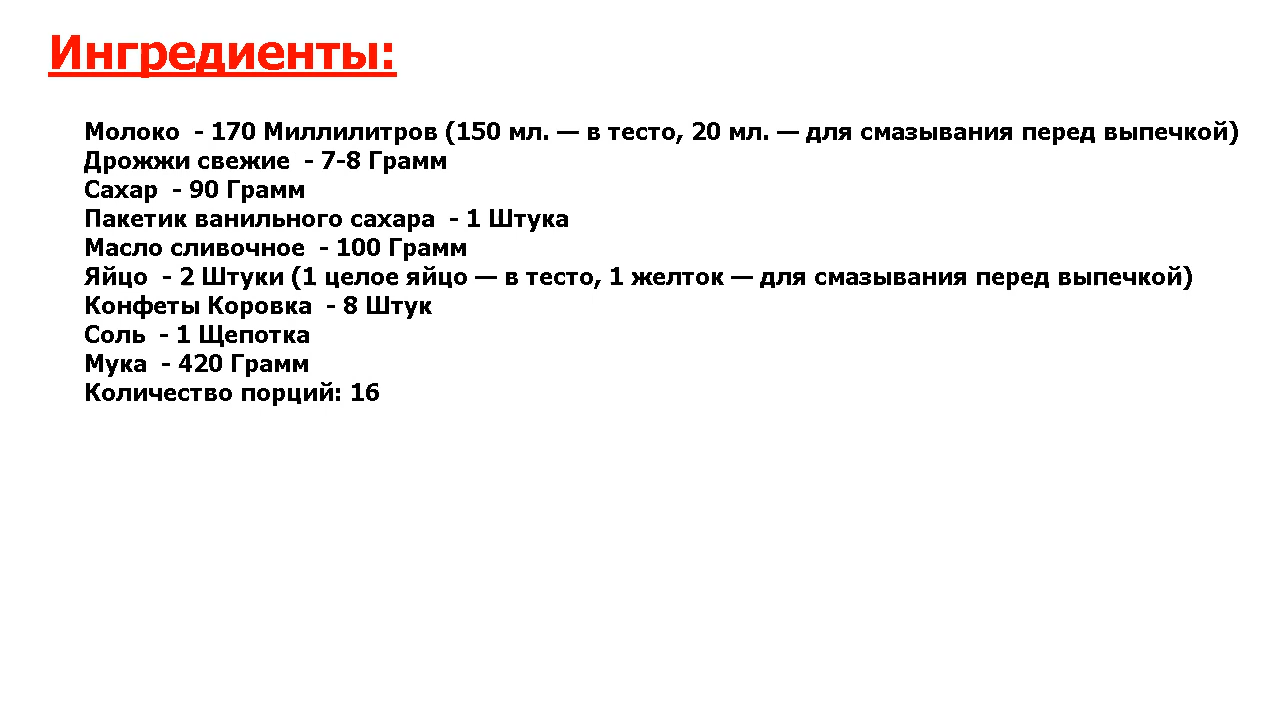 Ингредиенты:
Молоко  - 170 Миллилитров (150 мл. — в тесто, 20 мл. — для смазывания перед выпечкой)
Дрожжи свежие  - 7-8 Грамм
Сахар  - 90 Грамм
Пакетик ванильного сахара  - 1 Штука
Масло сливочное  - 100 Грамм
Яйцо  - 2 Штуки (1 целое яйцо — в тесто, 1 желток — для смазывания перед выпечкой)
Конфеты Коровка  - 8 Штук
Соль  - 1 Щепотка
Мука  - 420 Грамм
Количество порций: 16